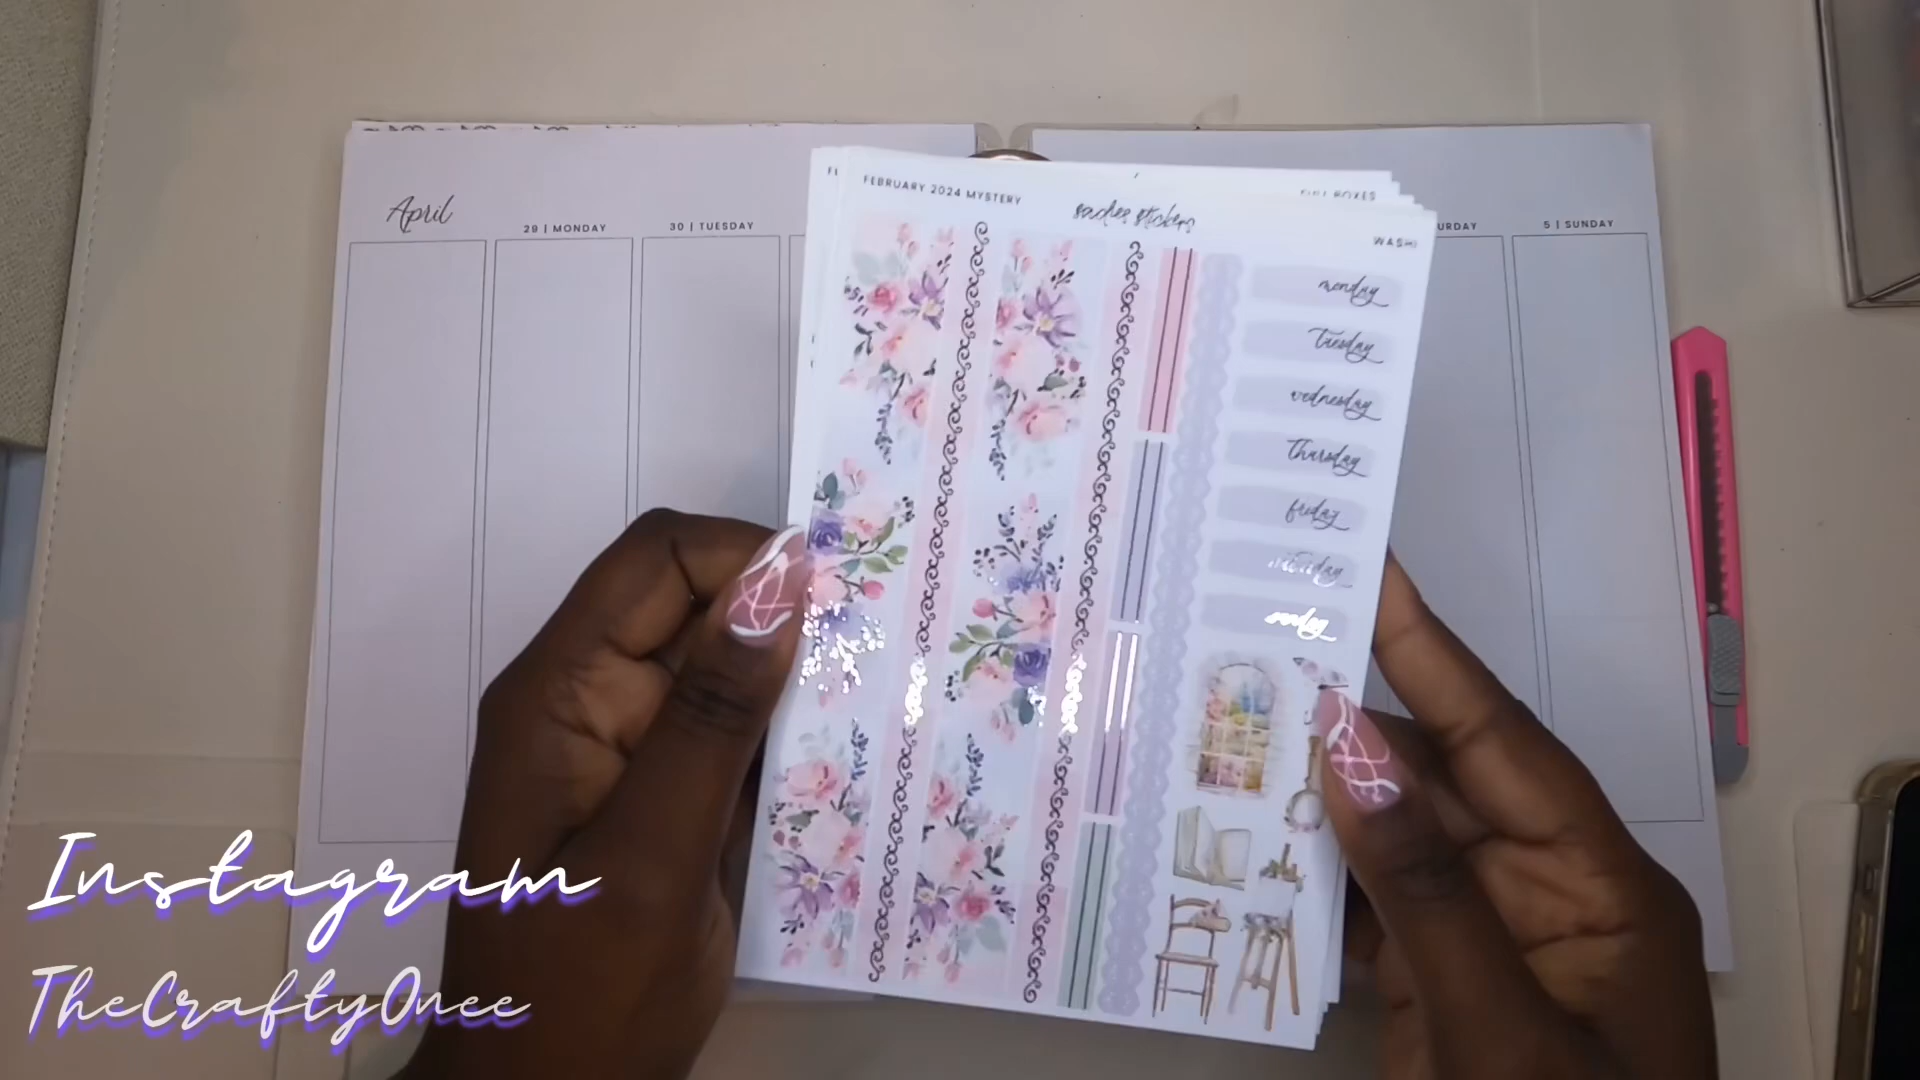 April
29 | MONDAY
30 | TUESDAY
URDAY
5 | SUNDAY
FEBRUARY 2024 MYSTERY
sadies stickers
WASHI
monday
tuesday
wednesday
thursday
friday
sunday
Instagram
TheCraftyOnee